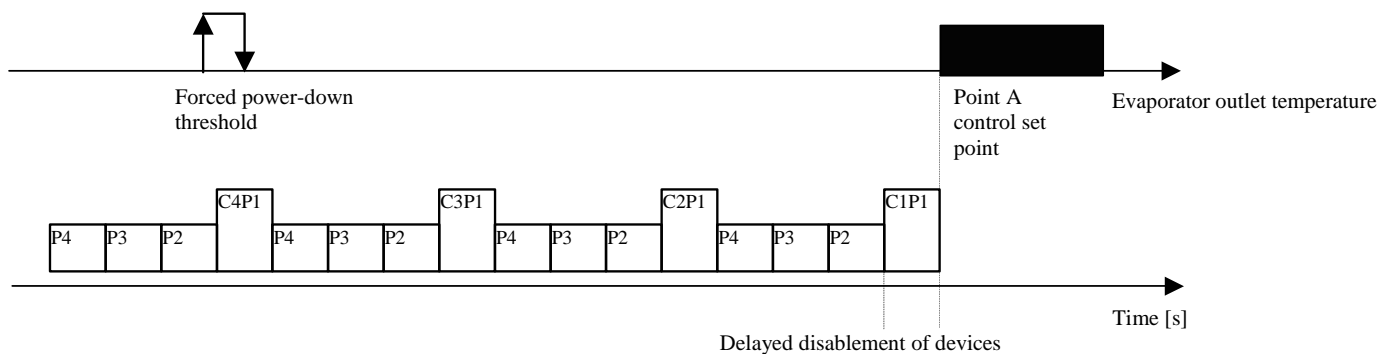 Forced power-down
threshold
Point A
control set
point
Evaporator outlet temperature
C4P1 C3P1 C2P1 C1P1
P4 P3 P2 P4 P3 P2 P4 P3 P2 P4 P3 P2
Time [s]
Delayed disablement of devices